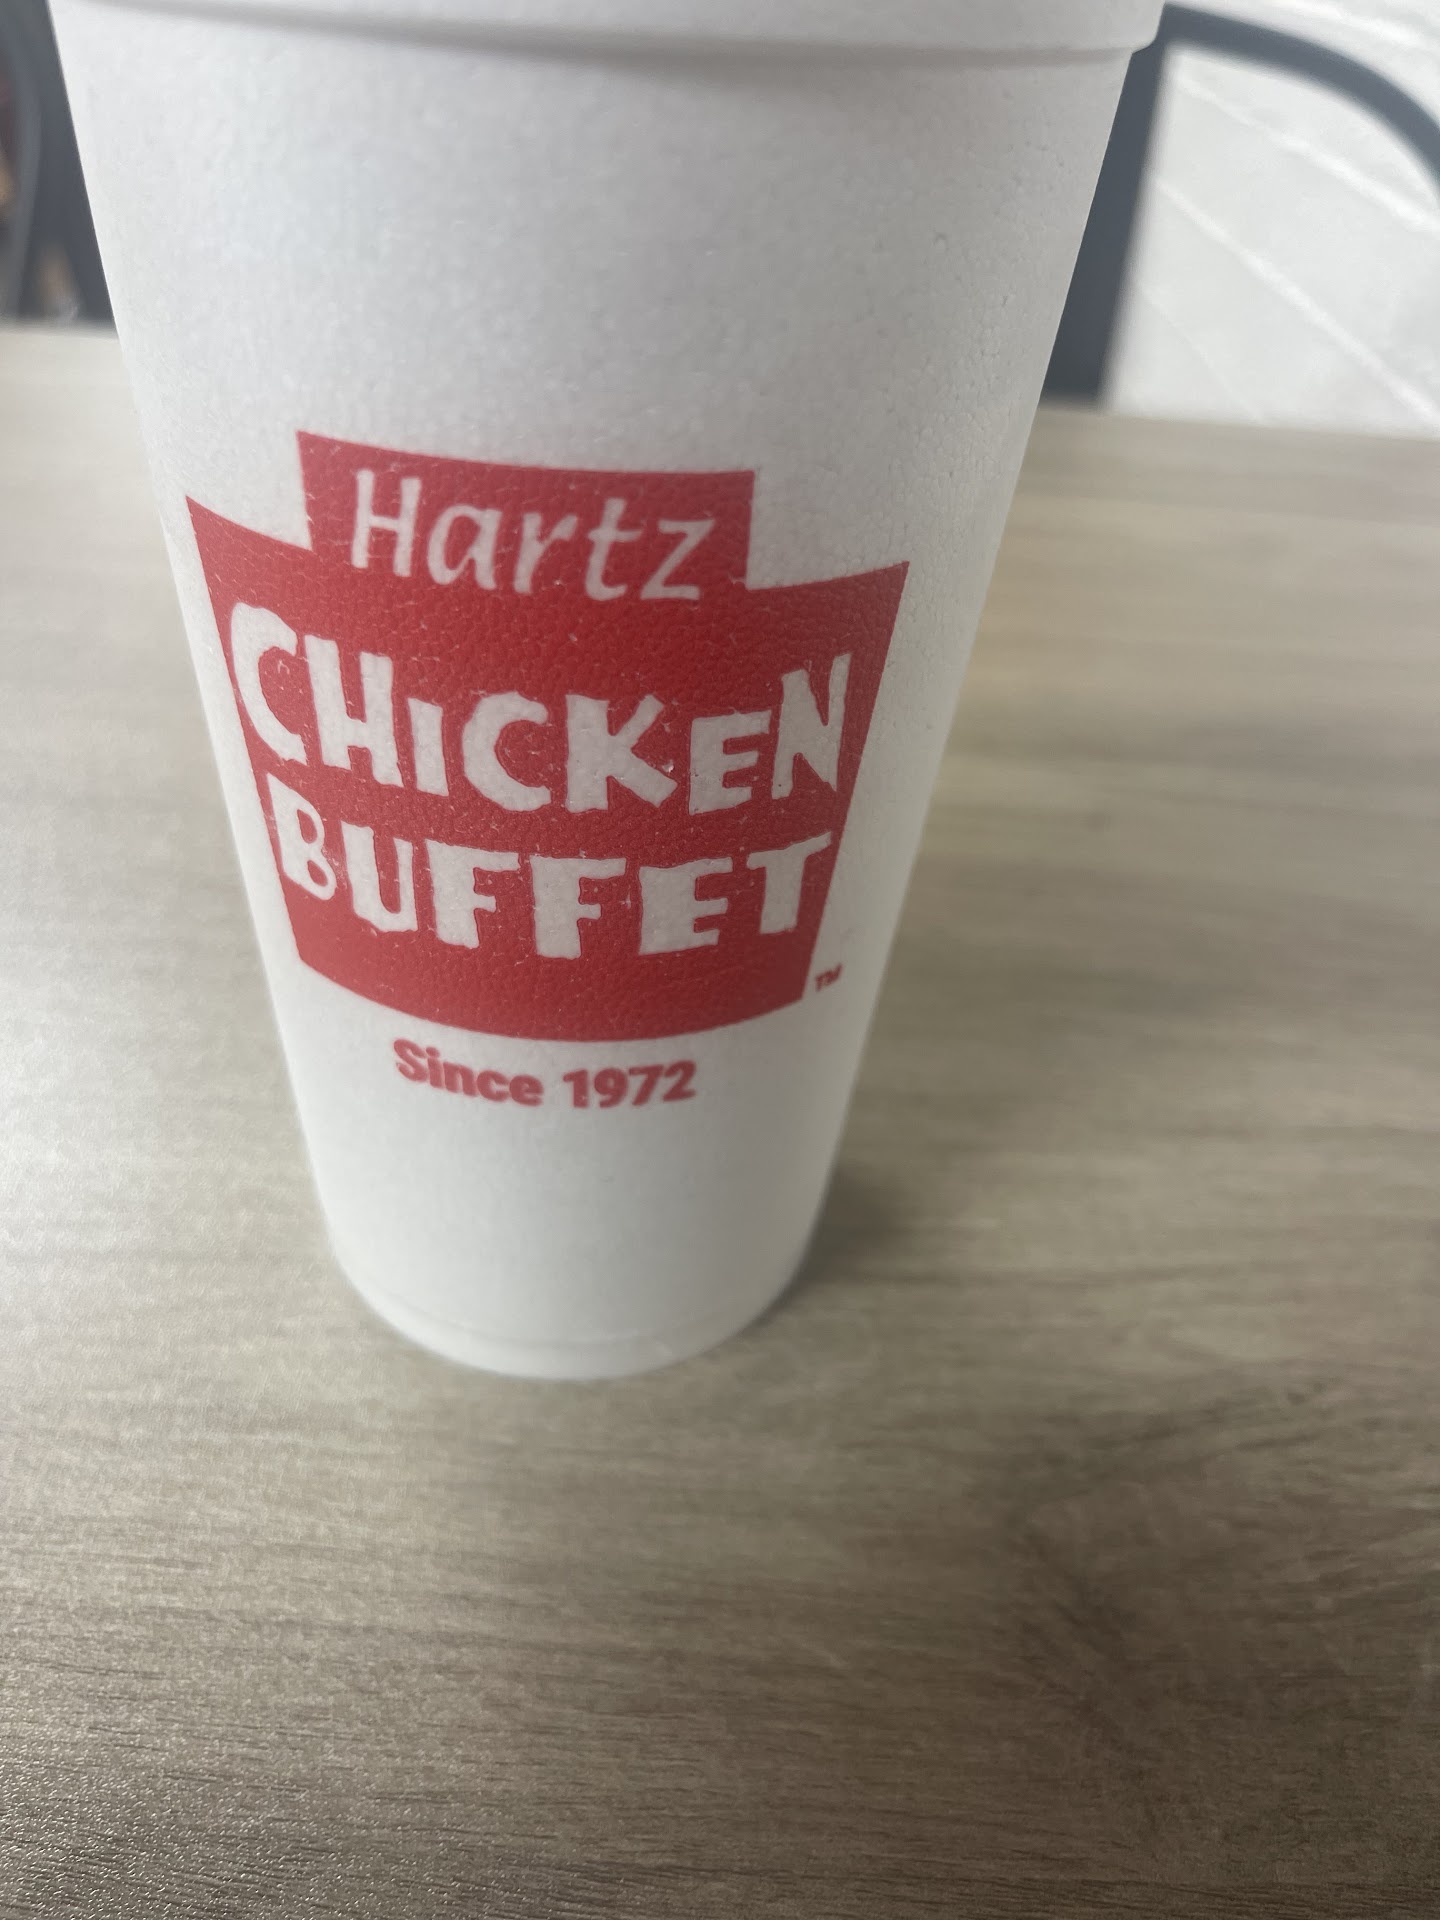 Hartz
CHiCKEN
BUFFET
™
Since 1972